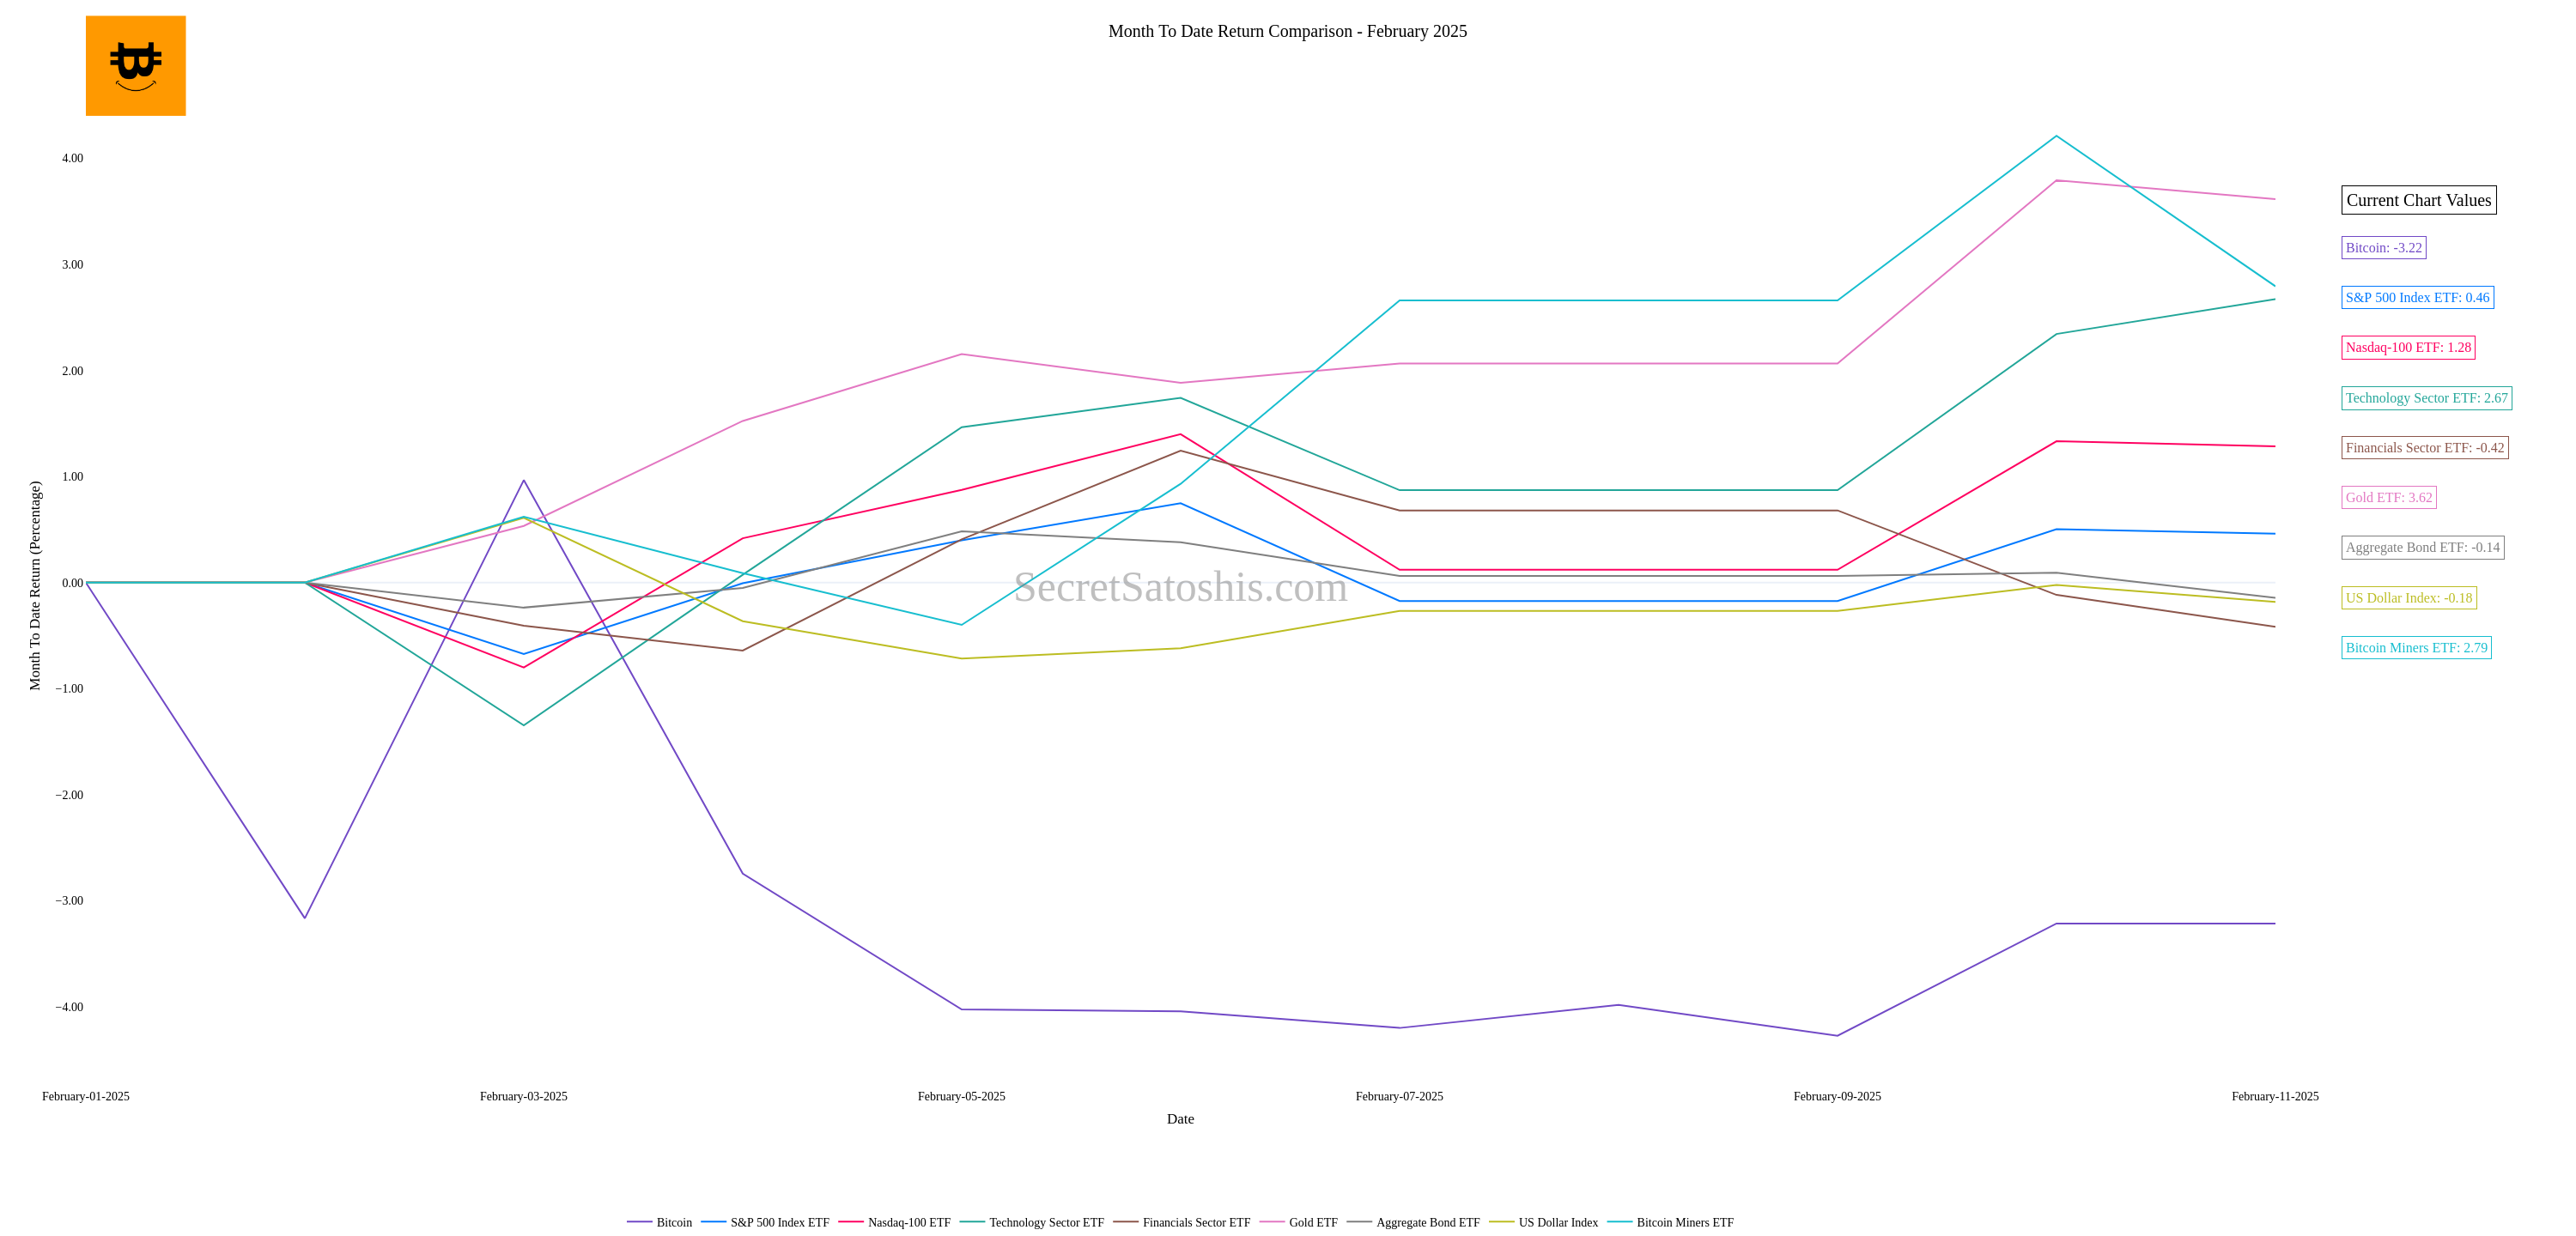 Month To Date Return Comparison - February 2025
4.00
3.00
2.00
1.00
0.00
−1.00
−2.00
−3.00
−4.00
Month To Date Return (Percentage)
SecretSatoshis.com
Current Chart Values
Bitcoin: -3.22
S&P 500 Index ETF: 0.46
Nasdaq-100 ETF: 1.28
Technology Sector ETF: 2.67
Financials Sector ETF: -0.42
Gold ETF: 3.62
Aggregate Bond ETF: -0.14
US Dollar Index: -0.18
Bitcoin Miners ETF: 2.79
February-01-2025 February-03-2025 February-05-2025 February-07-2025 February-09-2025 February-11-2025
Date
Bitcoin S&P 500 Index ETF Nasdaq-100 ETF Technology Sector ETF Financials Sector ETF Gold ETF Aggregate Bond ETF US Dollar Index Bitcoin Miners ETF